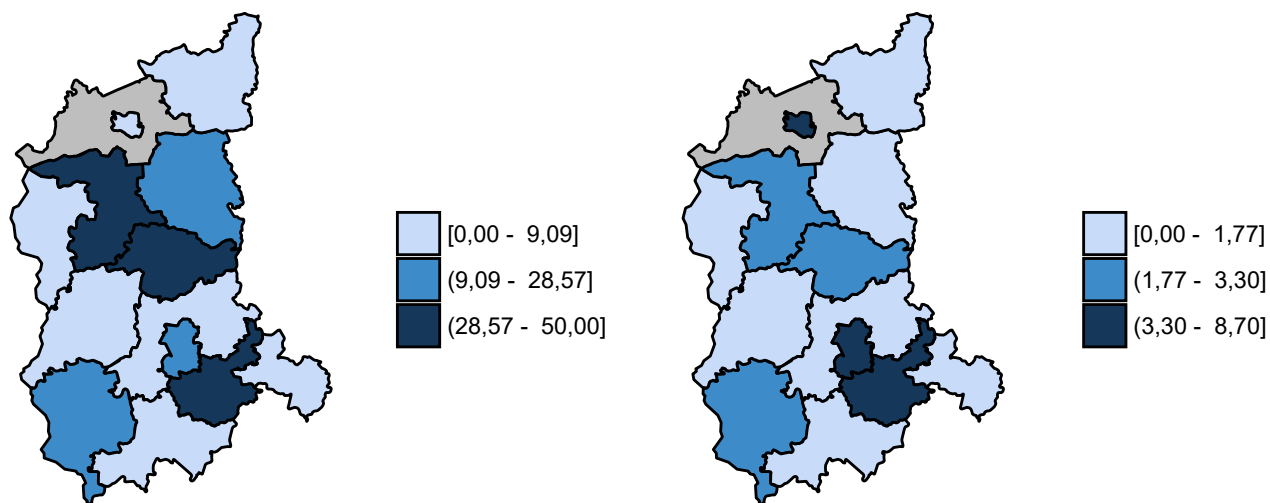 [0,00 - 9,09]
(9,09 - 28,57]
(28,57 - 50,00]
[0,00 - 1,77]
(1,77 - 3,30]
(3,30 - 8,70]